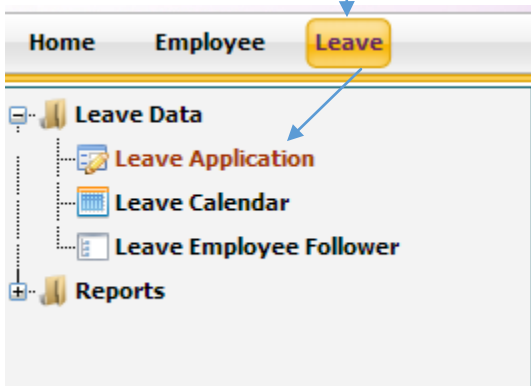 Home Employee Leave
Leave Data
Leave Application
Leave Calendar
Leave Employee Follower
Reports